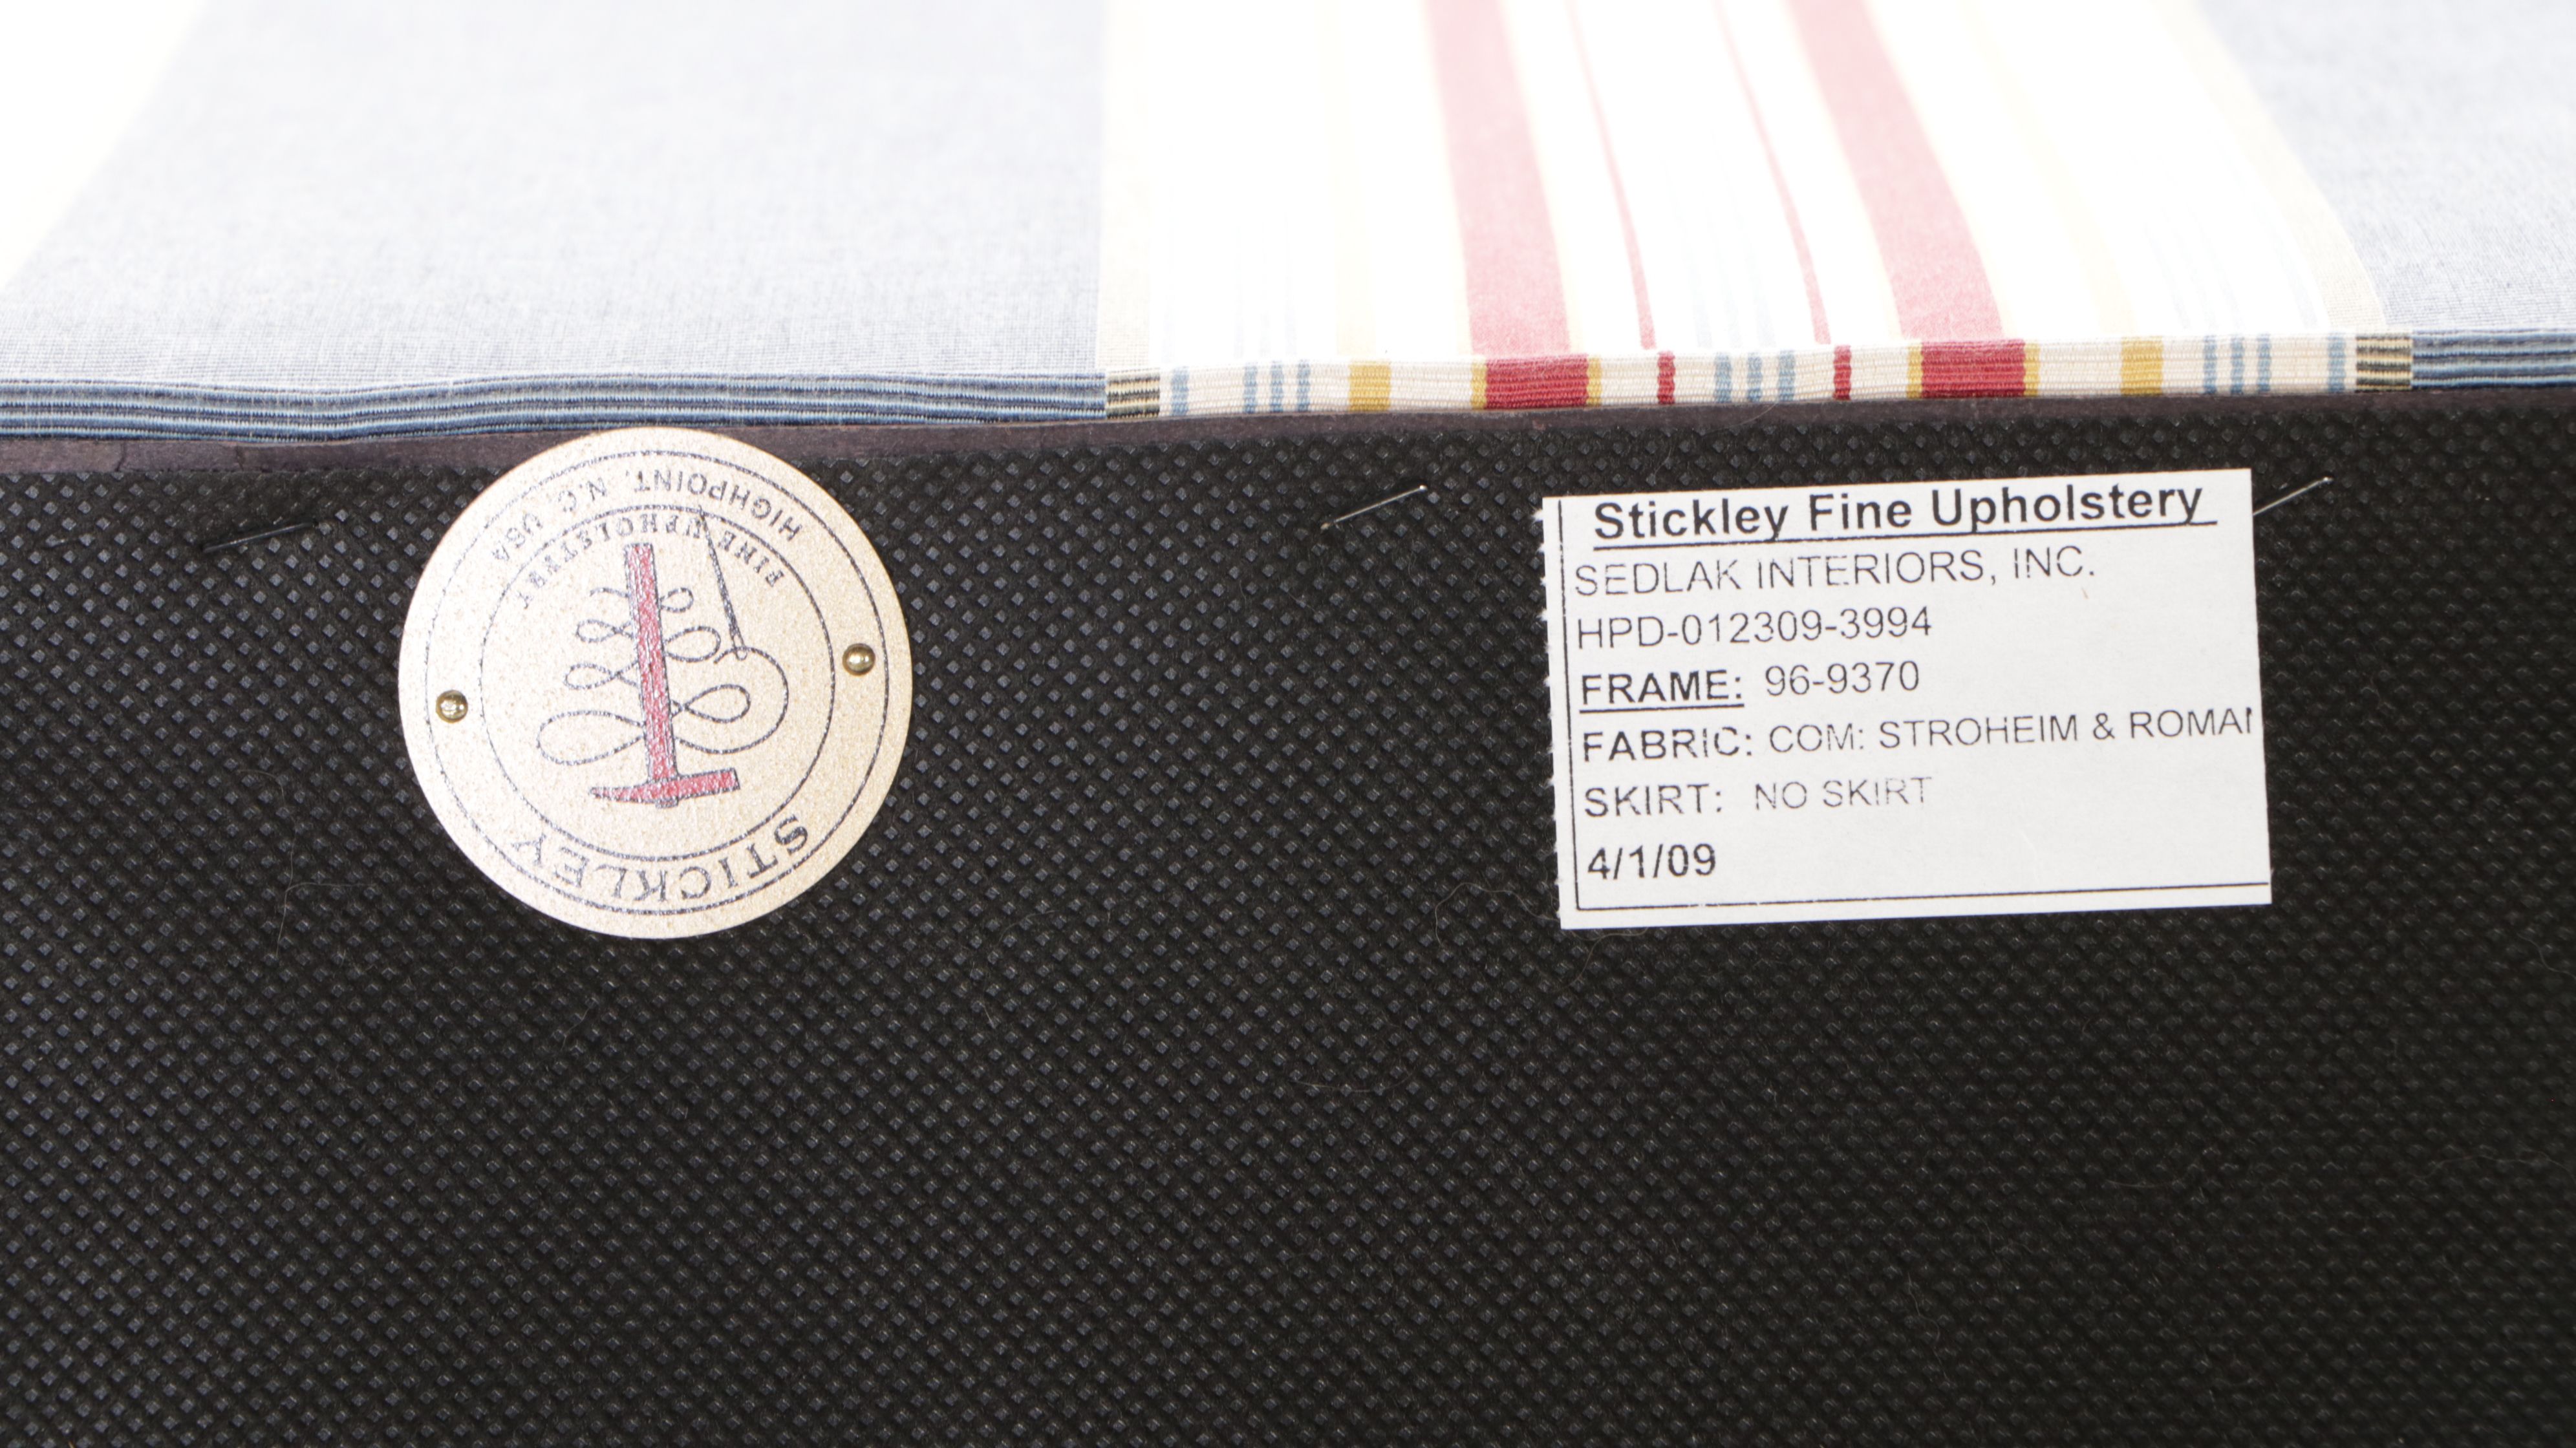 HIGHPOINT, N.C. USA
FINE UPHOLSTERY
STICKLEY
Stickley Fine Upholstery
SEDLAK INTERIORS, INC.
HPD-012309-3994
FRAME: 96-9370
FABRIC: COM: STROHEIM & ROMAN
SKIRT: NO SKIRT
4/1/09